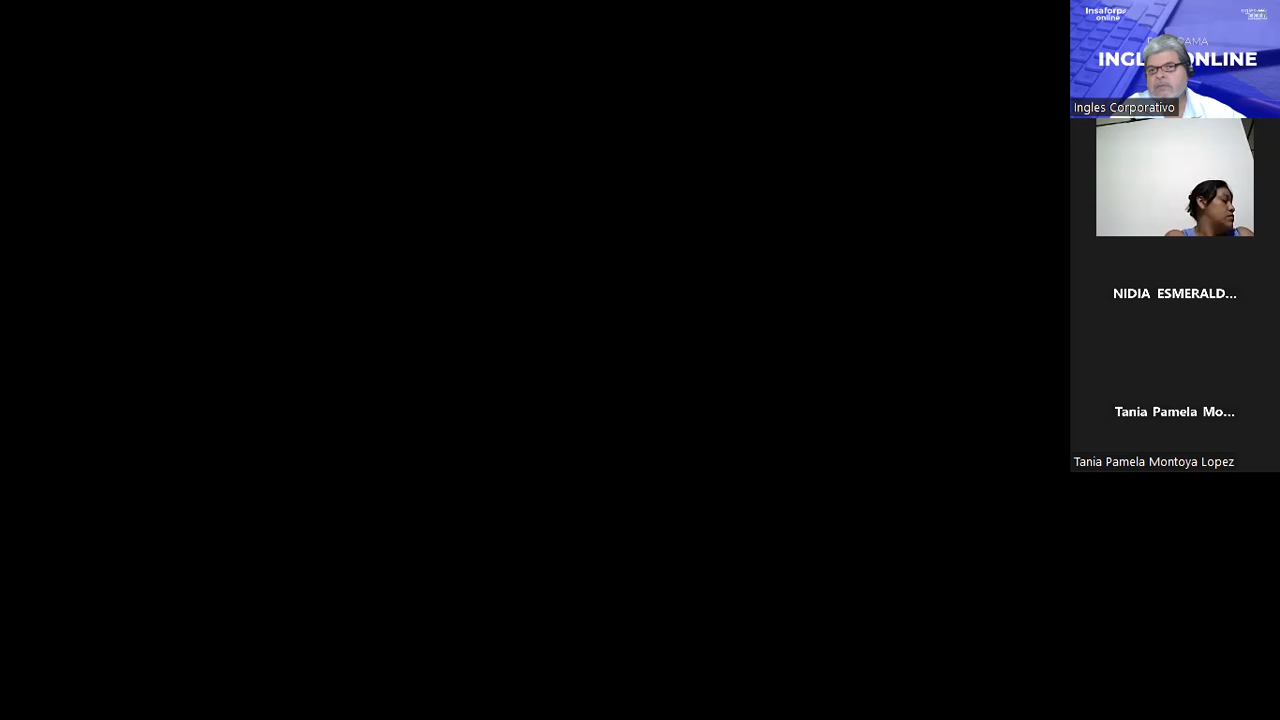 Insaforp
online
INGL ONLINE
Ingles Corporativo
NIDIA ESMERALD...
Tania Pamela Mo...
Tania Pamela Montoya Lopez